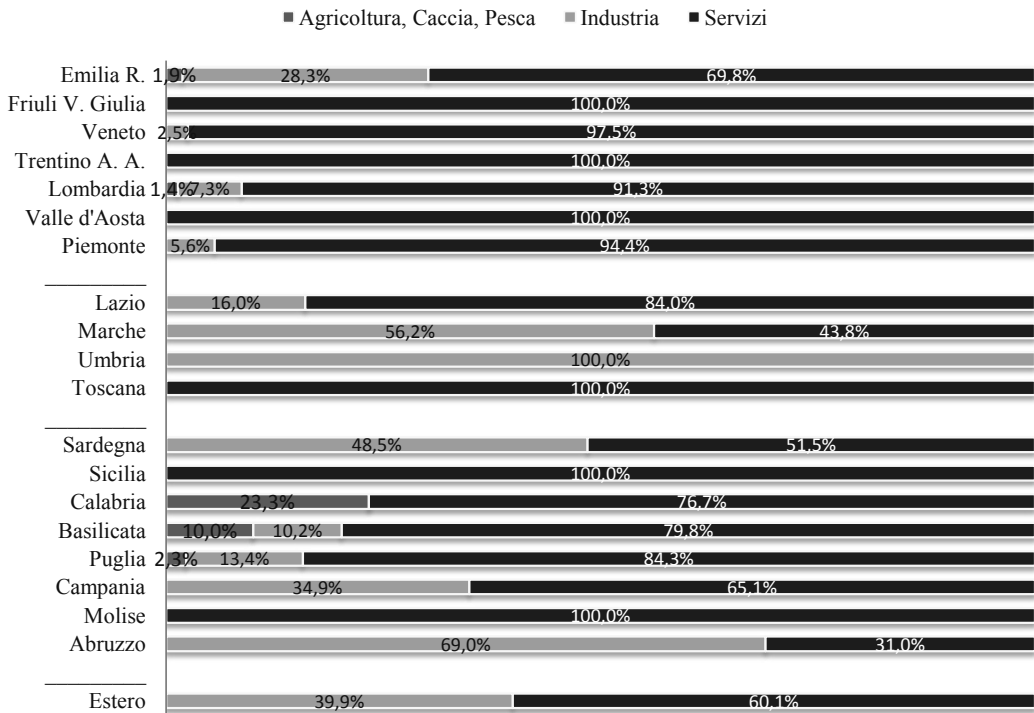 Agricoltura, Caccia, Pesca Industria Servizi
Emilia R. 1,9% 28,3% 69,8%
Friuli V. Giulia 100,0%
Veneto 2,5% 97,5%
Trentino A. A. 100,0%
Lombardia 1,4% 7,3% 91,3%
Valle d'Aosta 100,0%
Piemonte 5,6% 94,4%
Lazio 16,0% 84,0%
Marche 56,2% 43,8%
Umbria 100,0%
Toscana 100,0%
Sardegna 48,5% 51,5%
Sicilia 100,0%
Calabria 23,3% 76,7%
Basilicata 10,0% 10,2% 79,8%
Puglia 2,3% 13,4% 84,3%
Campania 34,9% 65,1%
Molise 100,0%
Abruzzo 69,0% 31,0%
Estero 39,9% 60,1%